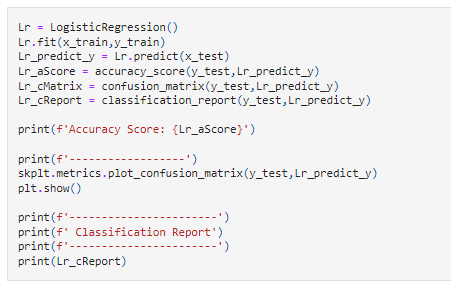 Lr = LogisticRegression()
Lr.fit(x_train,y_train)
Lr_predict_y = Lr.predict(x_test)
Lr_aScore = accuracy_score(y_test,Lr_predict_y)
Lr_cMatrix = confusion_matrix(y_test,Lr_predict_y)
Lr_cReport = classification_report(y_test,Lr_predict_y)
print(f'Accuracy Score: {Lr_aScore}')
print(f'------------------')
skplt.metrics.plot_confusion_matrix(y_test,Lr_predict_y)
plt.show()
print(f'-----------------------')
print(f' Classification Report')
print(f'-----------------------')
print(Lr_cReport)